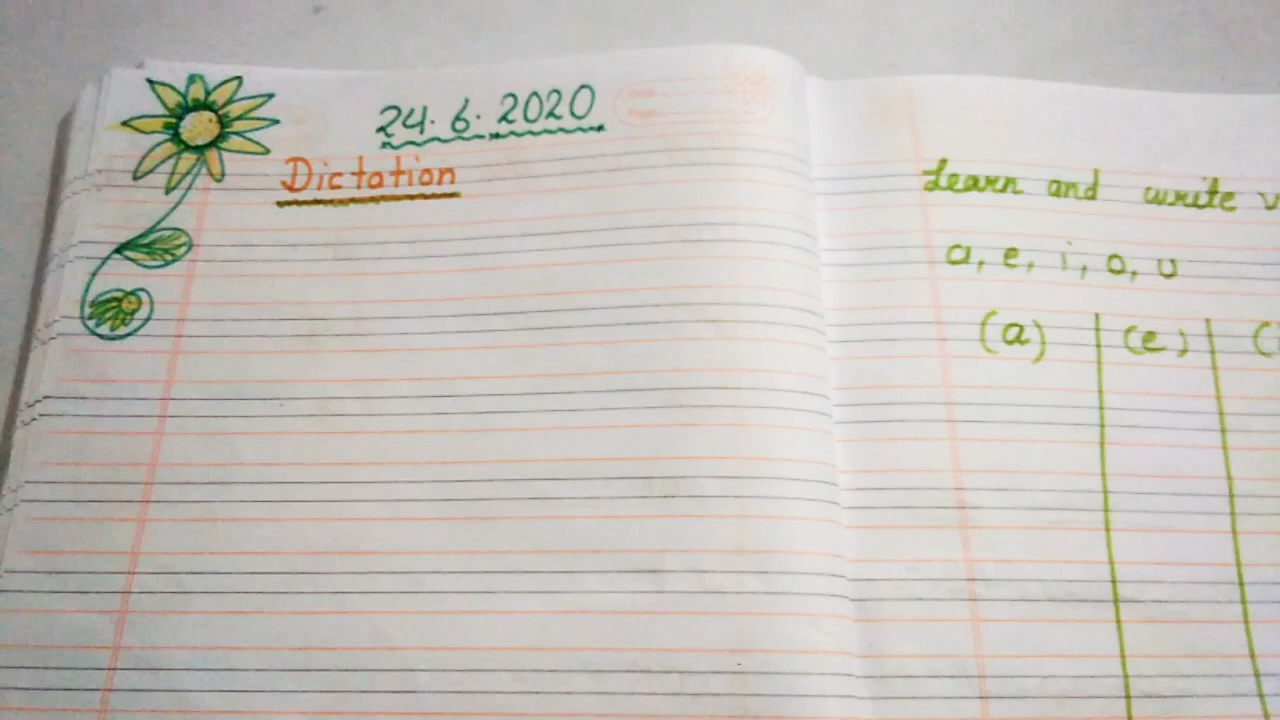 24.6.2020
Dictation
Learn and write
a, e, i, o, u
(a) (e)